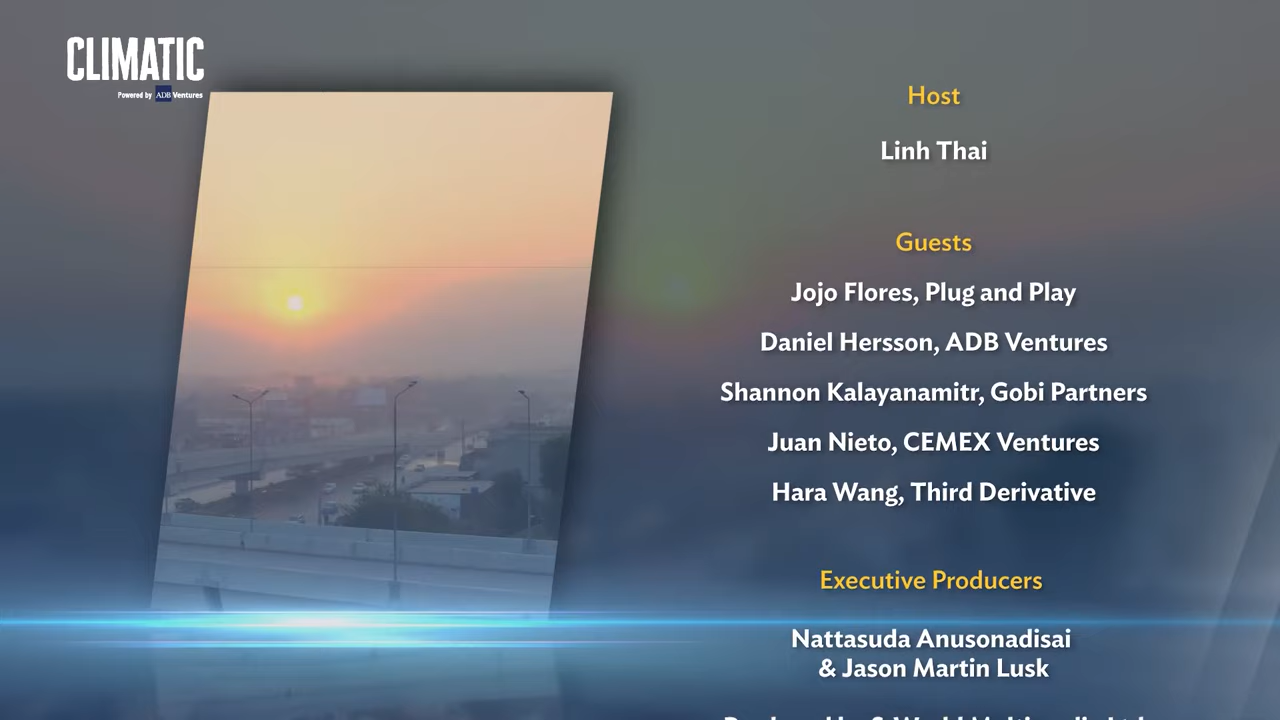 CLIMATIC
Powered by ADB Ventures
Host
Linh Thai
Guests
Jojo Flores, Plug and Play
Daniel Hersson, ADB Ventures
Shannon Kalayanamitr, Gobi Partners
Juan Nieto, CEMEX Ventures
Hara Wang, Third Derivative
Executive Producers
Nattasuda Anusonadisai
& Jason Martin Lusk